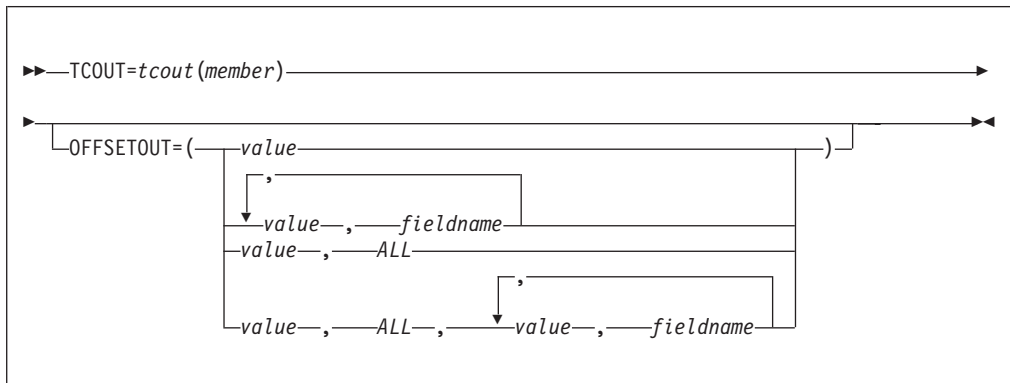 TCOUT=tcout(member)
OFFSETOUT=( value )
,
value , fieldname
value , ALL
,
value , ALL , value , fieldname